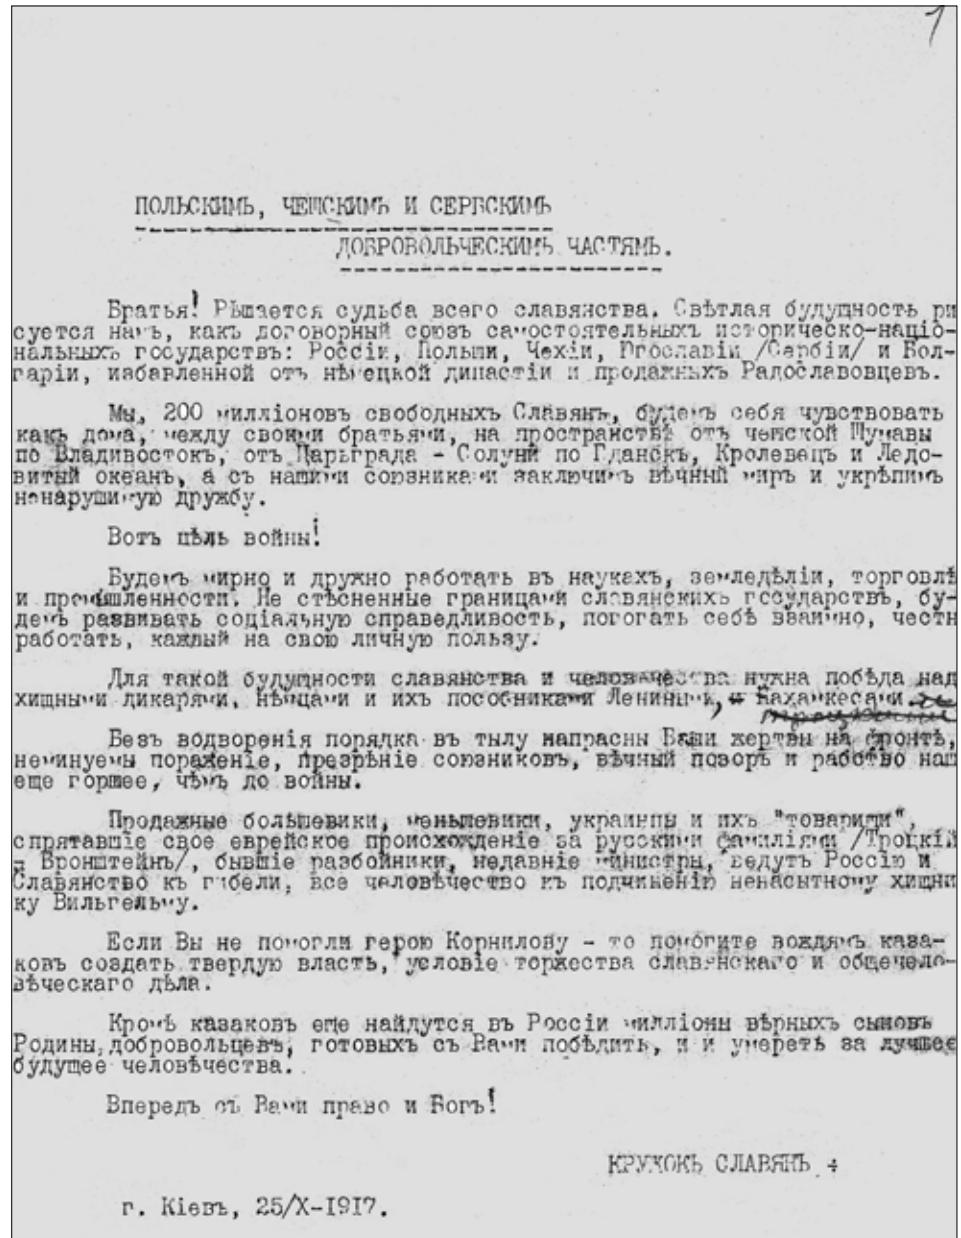 1
ПОЛЬСКИМЪ, ЧЕШСКИМЪ И СЕРБСКИМЪ
ДОБРОВОЛЬЧЕСКИМЪ ЧАСТЯМЪ.
Братья! Рѣшается судьба всего славянства. Свѣтлая будущность ри
суется намъ, какъ договорный союзъ самостоятельныхъ историческо-націо-
нальныхъ государствъ: Россіи, Польши, Чехіи, Югославіи /Сербіи/ и Бол-
гаріи, избавленной отъ нѣмецкой династіи и продажныхъ Радославовцевъ.
Мы, 200 милліоновъ свободныхъ Славянъ, будемъ себя чувствовать
какъ дома, между своими братьями, на пространствѣ отъ чешской Шумавы
по Владивостокъ, отъ Царьграда - Солуни по Гданскъ, Кролевецъ и Ледо-
витый океанъ, а съ нашими союзниками заключимъ вѣчный миръ и укрѣпимъ
ненарушимую дружбу.
Вотъ цѣль войны!
Будемъ мирно и дружно работать въ наукахъ, земледѣліи, торговлѣ
и промышленности. Не стѣсненные границами славянскихъ государствъ, бу-
демъ развивать соціальную справедливость, погогать себѣ взаимно, честн
работать, каждый на свою личную пользу.
Для такой будущности славянства и человѣчества нужна побѣда над
хищными дикарями, нѣмцами и ихъ пособниками Лениным, и Нахамкесами.
Безъ водворенія порядка въ тылу напрасны Ваши жертвы на фронтѣ,
неминуемы пораженіе, презрѣніе союзниковъ, вѣчный позоръ и рабство наш
еще горшее, чѣмъ до войны.
Продажные большевики, меньшевики, украинцы и ихъ "товарищи",
спрятавшіе свое еврейское происхожденіе за русскими фамиліями /Троцкій
- Бронштейнъ/, бывшіе разбойники, недавніе министры, ведутъ Россію и
Славянство къ гибели, все человѣчество къ подчиненію ненасытному хищни
ку Вильгельму.
Если Вы не помогли герою Корнилову - то помогите вождямъ каза-
ковъ создать твердую власть, условіе торжества славянскаго и общечело-
вѣческаго дѣла.
Кромѣ казаковъ еще найдутся въ Россіи милліоны вѣрныхъ сыновъ
Родины, добровольцевъ, готовыхъ съ Вами побѣдить, и и умереть за лучшее
будущее человѣчества.
Впередъ съ Вами право и Богъ!
КРУЖОКЪ СЛАВЯНЪ
г. Кіевъ, 25/X-1917.